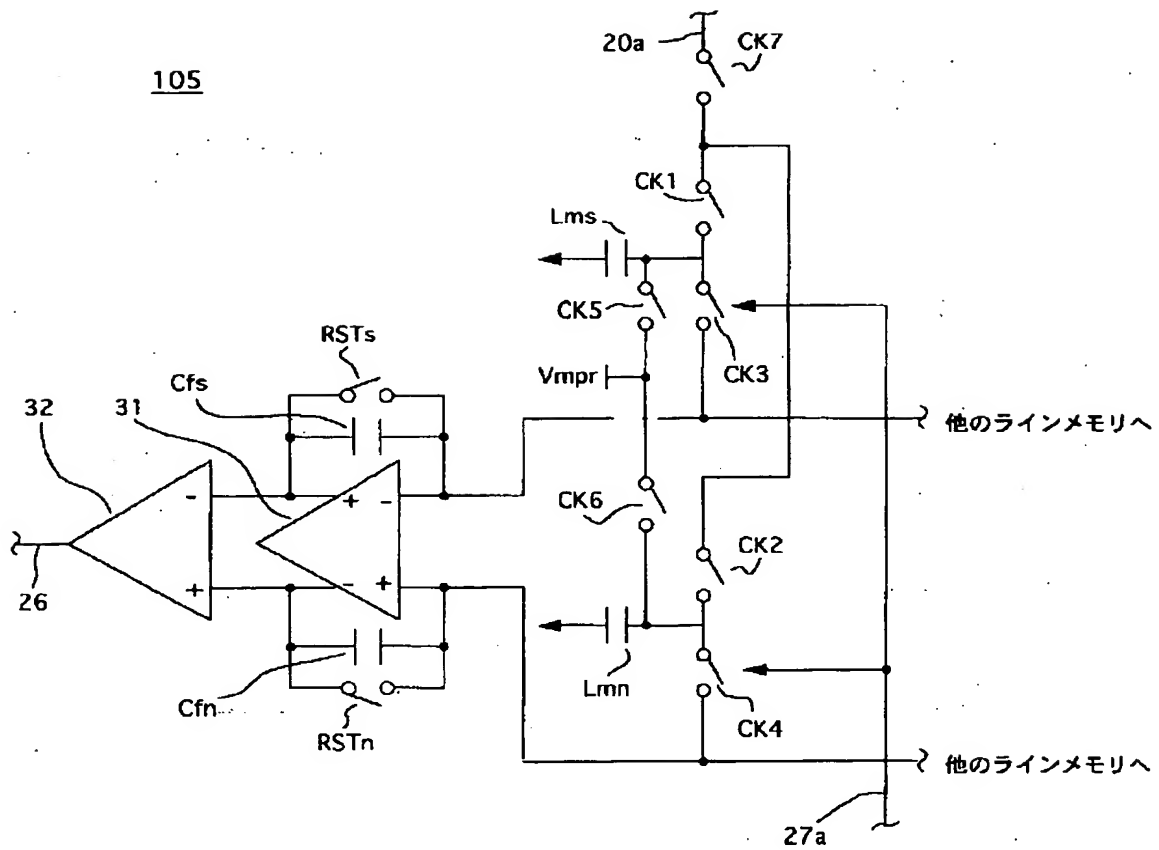 20a
CK7
105
CK1
Lms
CK5
CK3
RSTs
Vmpr
Cfs
32
31
他のラインメモリへ
-
+
-
CK6
CK2
+
-
+
26
Lmn
CK4
Cfn
RSTn
他のラインメモリへ
27a